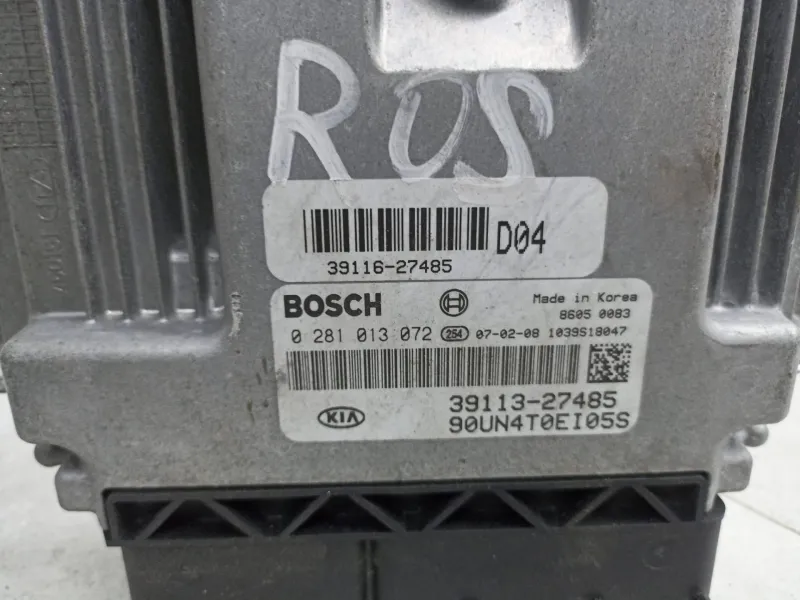 ROS
D04
39116-27485
BOSCH
Made in Korea
8605 0083
0 281 013 072 254 07-02-08 1039S18047
39113-27485
KIA
90UN4T0EI05S